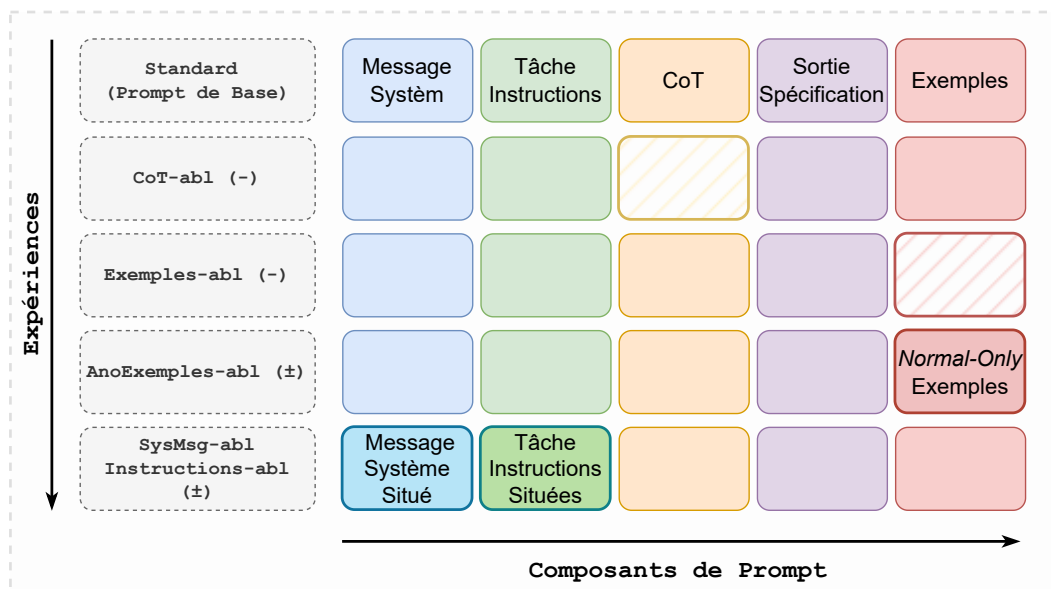 Standard
(Prompt de Base)
Message
Systèm
Tâche
Instructions
CoT
Sortie
Spécification
Exemples
CoT-abl (-)
Exemples-abl (-)
AnoExemples-abl (±)
Normal-Only
Exemples
SysMsg-abl
Instructions-abl
(±)
Message
Système
Situé
Tâche
Instructions
Situées
Expériences
Composants de Prompt